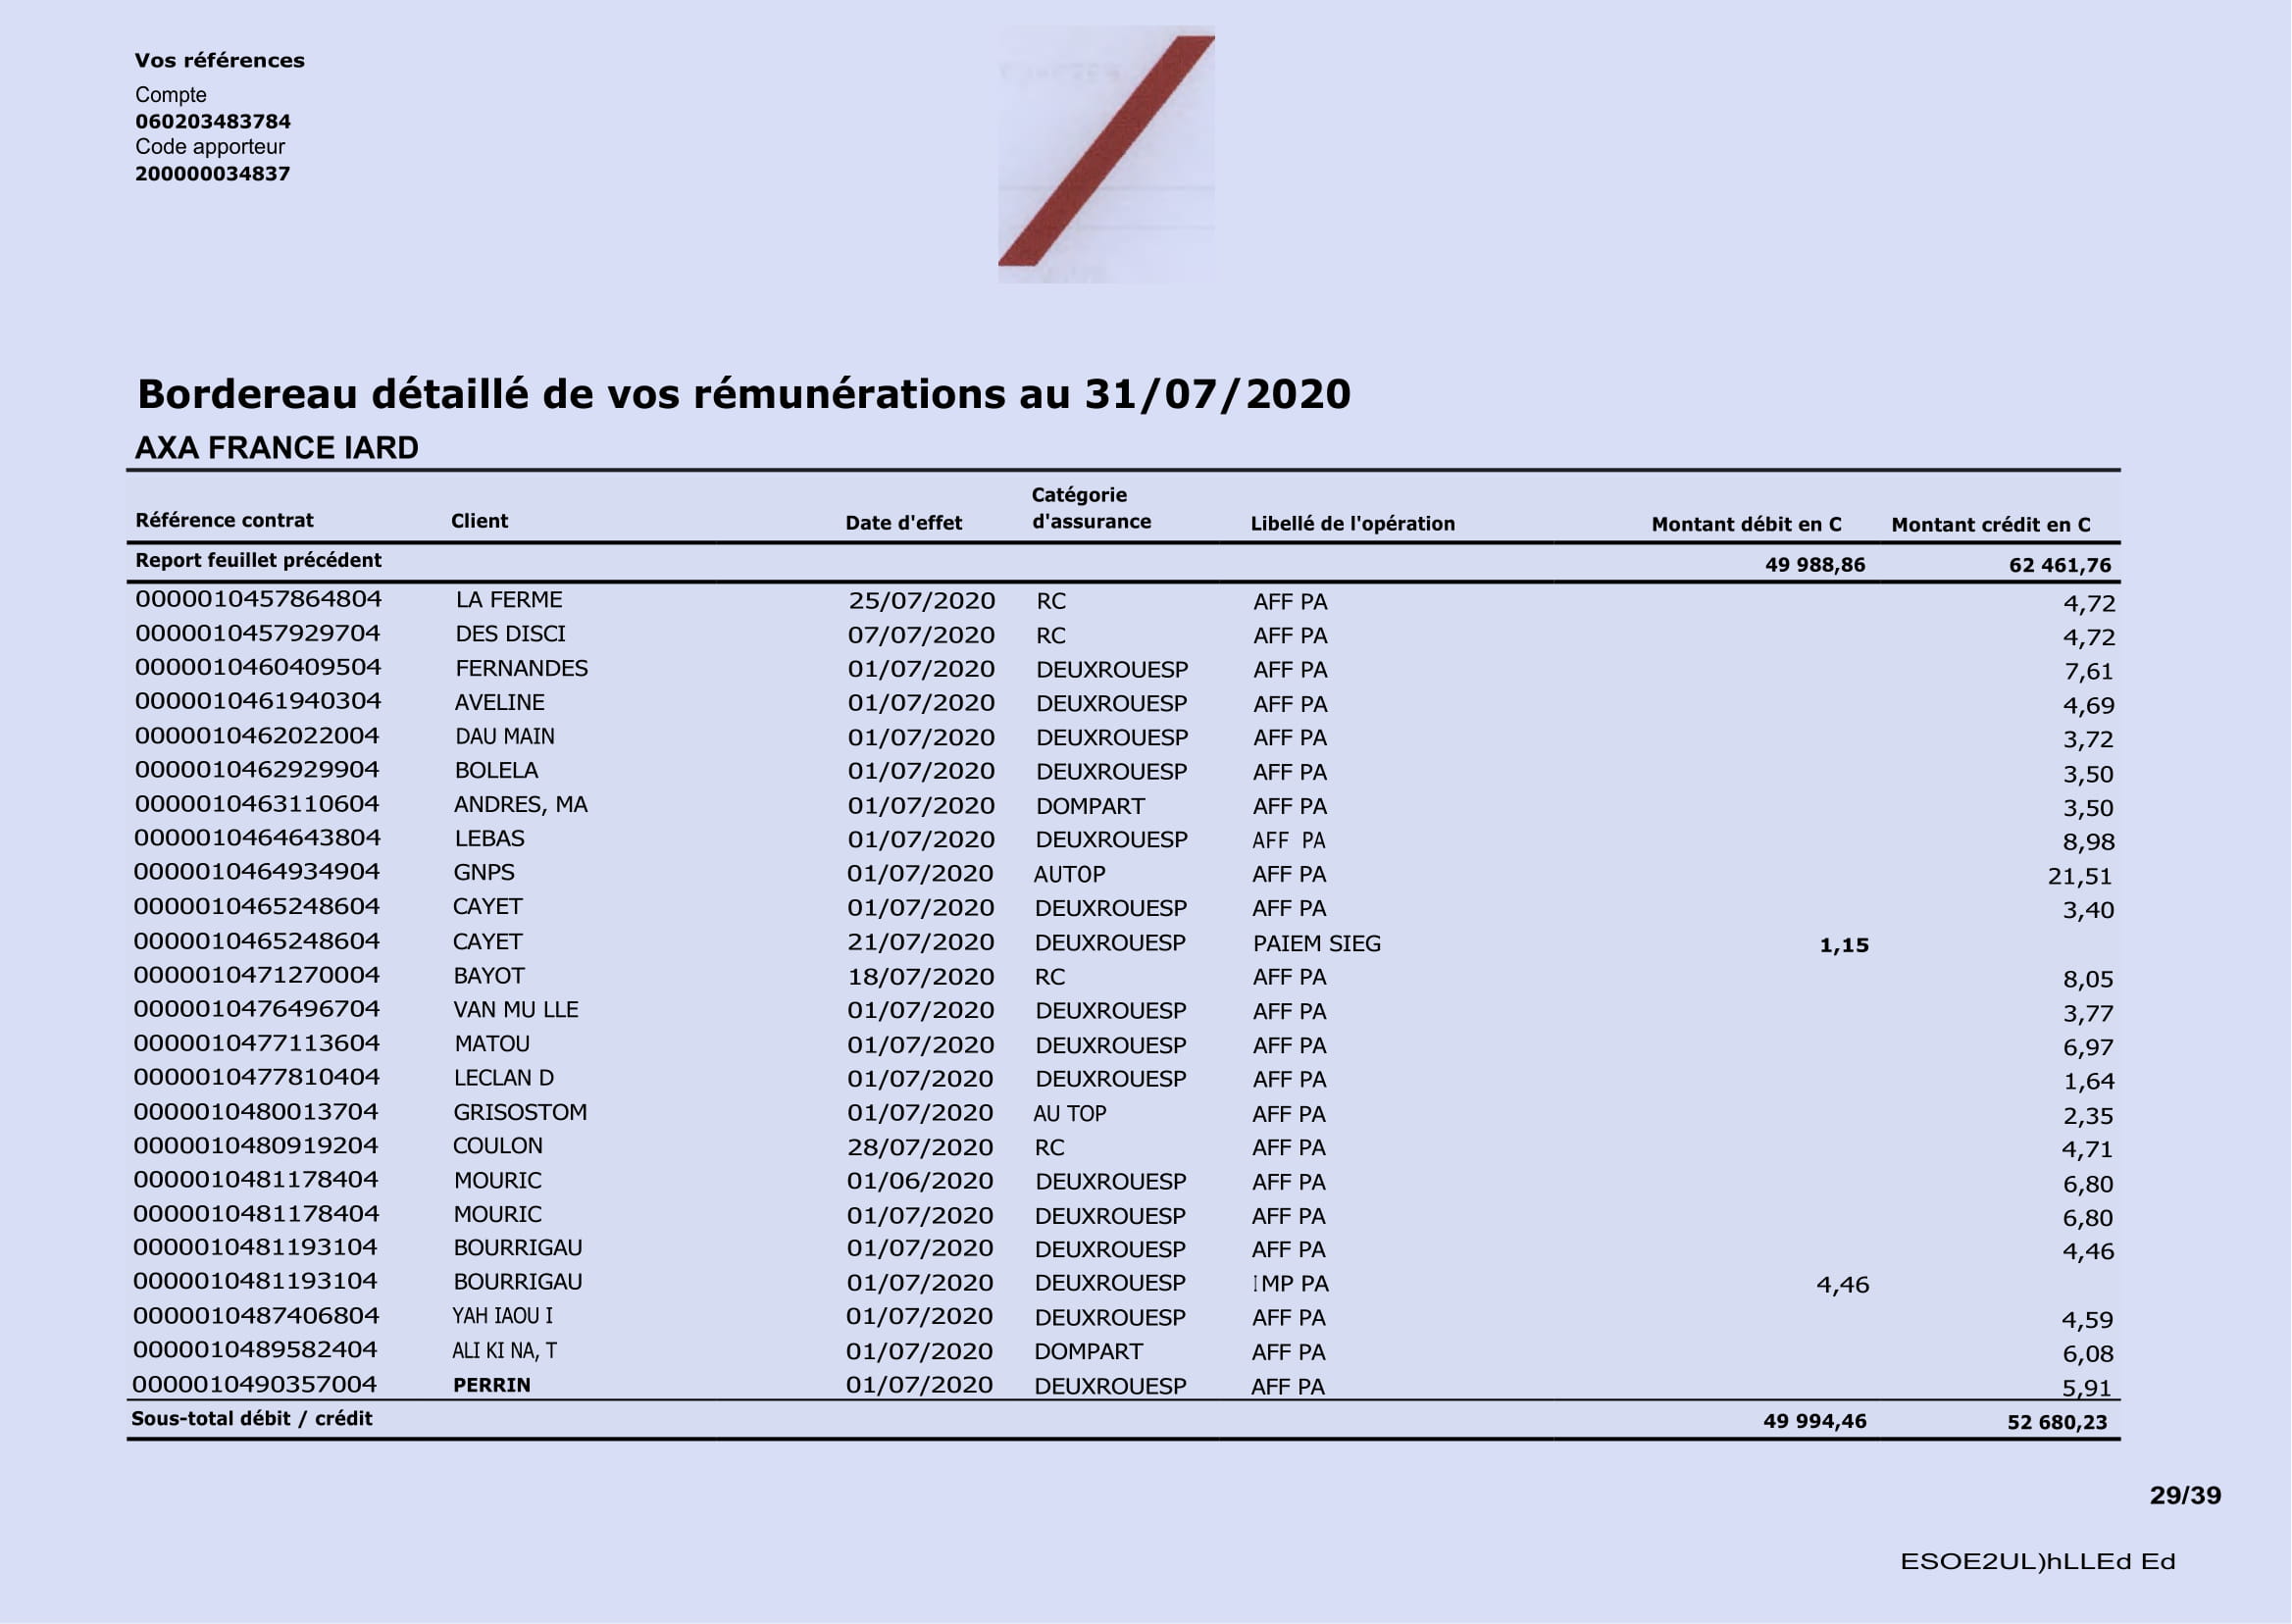 Vos références
Compte
060203483784
Code apporteur
200000034837
Bordereau détaillé de vos rémunérations au 31/07/2020
AXA FRANCE IARD
Référence contrat Client Date d'effet Catégorie d'assurance Libellé de l'opération Montant débit en C Montant crédit en C
Report feuillet précédent 49 988,86 62 461,76
0000010457864804 LA FERME 25/07/2020 RC AFF PA 4,72
0000010457929704 DES DISCI 07/07/2020 RC AFF PA 4,72
0000010460409504 FERNANDES 01/07/2020 DEUXROUESP AFF PA 7,61
0000010461940304 AVELINE 01/07/2020 DEUXROUESP AFF PA 4,69
0000010462022004 DAU MAIN 01/07/2020 DEUXROUESP AFF PA 3,72
0000010462929904 BOLELA 01/07/2020 DEUXROUESP AFF PA 3,50
0000010463110604 ANDRES, MA 01/07/2020 DOMPART AFF PA 3,50
0000010464643804 LEBAS 01/07/2020 DEUXROUESP AFF PA 8,98
0000010464934904 GNPS 01/07/2020 AUTOP AFF PA 21,51
0000010465248604 CAYET 01/07/2020 DEUXROUESP AFF PA 3,40
0000010465248604 CAYET 21/07/2020 DEUXROUESP PAIEM SIEG 1,15
0000010471270004 BAYOT 18/07/2020 RC AFF PA 8,05
0000010476496704 VAN MU LLE 01/07/2020 DEUXROUESP AFF PA 3,77
0000010477113604 MATOU 01/07/2020 DEUXROUESP AFF PA 6,97
0000010477810404 LECLAN D 01/07/2020 DEUXROUESP AFF PA 1,64
0000010480013704 GRISOSTOM 01/07/2020 AU TOP AFF PA 2,35
0000010480919204 COULON 28/07/2020 RC AFF PA 4,71
0000010481178404 MOURIC 01/06/2020 DEUXROUESP AFF PA 6,80
0000010481178404 MOURIC 01/07/2020 DEUXROUESP AFF PA 6,80
0000010481193104 BOURRIGAU 01/07/2020 DEUXROUESP AFF PA 4,46
0000010481193104 BOURRIGAU 01/07/2020 DEUXROUESP IMP PA 4,46
0000010487406804 YAH IAOU I 01/07/2020 DEUXROUESP AFF PA 4,59
0000010489582404 ALI KI NA, T 01/07/2020 DOMPART AFF PA 6,08
0000010490357004 PERRIN 01/07/2020 DEUXROUESP AFF PA 5,91
Sous-total débit / crédit 49 994,46 52 680,23
29/39
ESOE2UL)hLLEd Ed